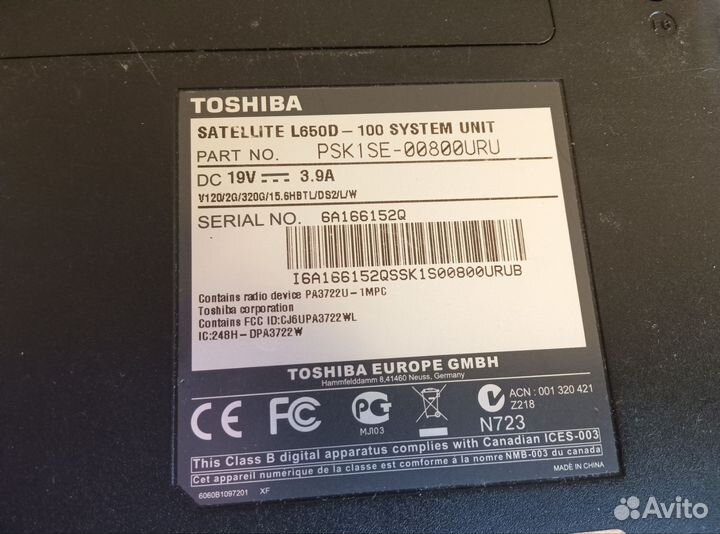 TOSHIBA
SATELLITE L650D-100 SYSTEM UNIT
PART NO. PSK1SE-00800URU
DC 19V 3.9A
V120/2G/320G/15.6HBTL/DS2/L/W
SERIAL NO. 6A166152Q
I6A166152QSSK1S00800URUB
Contains radio device PA3722U-1MPC
Toshiba corporation
Contains FCC ID:CJ6UPA3722WL
IC:248H-DPA3722W
TOSHIBA EUROPE GMBH
Hammfelddamm 8,41460 Neuss, Germany
CE FC РСТ
МЛ03
ACN : 001 320 421
Z218
N723
This Class B digital apparatus complies with Canadian ICES-003
Cet appareil numérique de la classe est conforme à la norme NMB-003 du canada
MADE IN CHINA
6060B1097201 XF
Avito